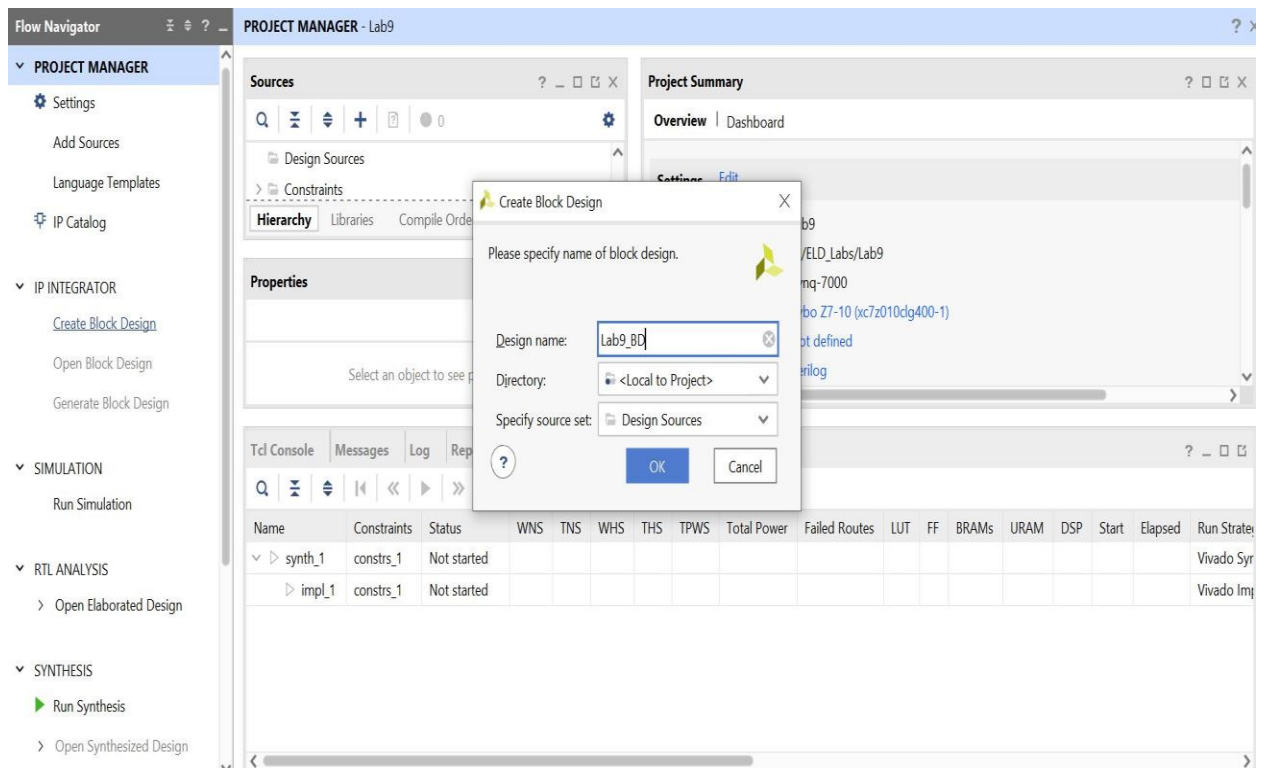 Flow Navigator
PROJECT MANAGER - Lab9
PROJECT MANAGER
Settings
Add Sources
Language Templates
IP Catalog
IP INTEGRATOR
Create Block Design
Open Block Design
Generate Block Design
SIMULATION
Run Simulation
RTL ANALYSIS
Open Elaborated Design
SYNTHESIS
Run Synthesis
Open Synthesized Design
Sources
0
Design Sources
Constraints
Hierarchy Libraries Compile Orde
Properties
Select an object to see p
Project Summary
Overview | Dashboard
Settings Edit
b9
/ELD_Labs/Lab9
ynq-7000
ybo Z7-10 (xc7z010clg400-1)
ot defined
erilog
Create Block Design
Please specify name of block design.
Design name: Lab9_BD
Directory: <Local to Project>
Specify source set: Design Sources
? OK Cancel
Tcl Console Messages Log Rep
Name Constraints Status WNS TNS WHS THS TPWS Total Power Failed Routes LUT FF BRAMs URAM DSP Start Elapsed Run Strate
synth_1 constrs_1 Not started Vivado Syn
impl_1 constrs_1 Not started Vivado Imp